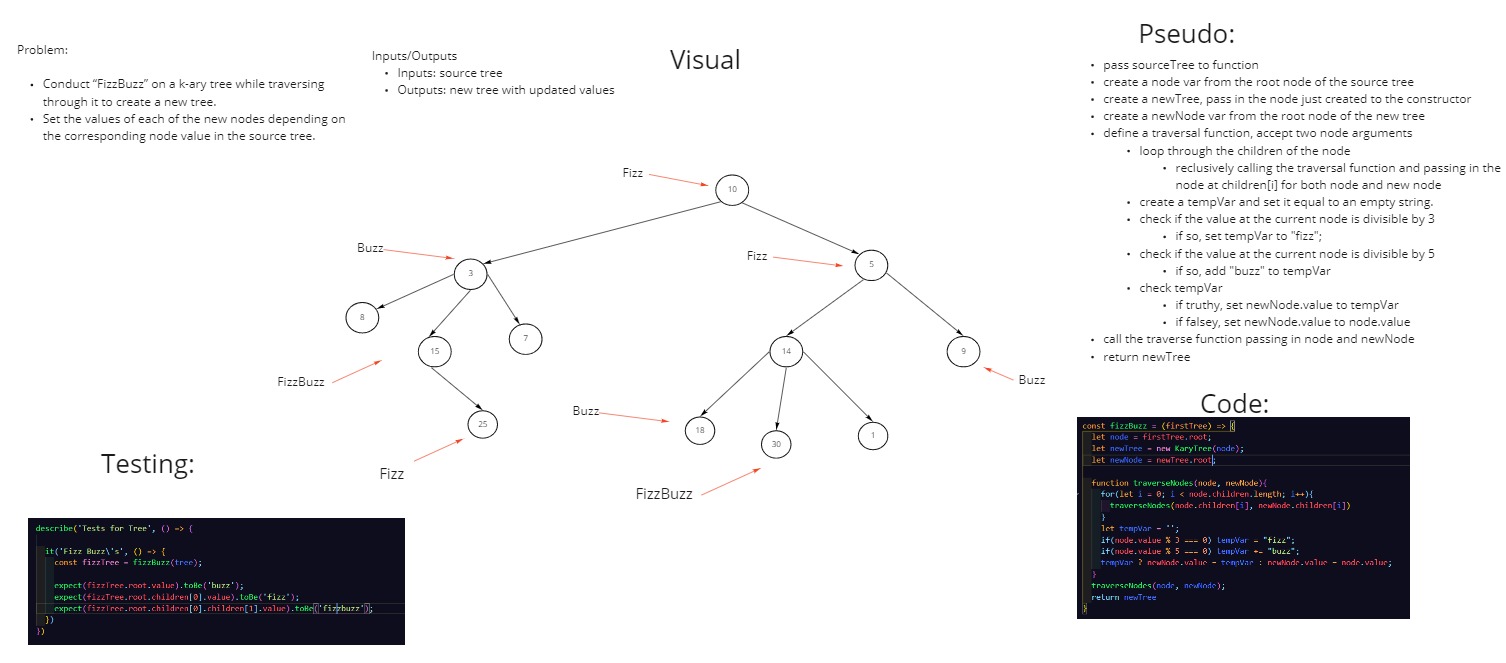 Problem:
Conduct “FizzBuzz” on a k-ary tree while traversing
through it to create a new tree.
Set the values of each of the new nodes depending on
the corresponding node value in the source tree.
Inputs/Outputs
Inputs: source tree
Outputs: new tree with updated values
Visual
Fizz
10
Buzz
3
Fizz
5
8
15
7
14
9
FizzBuzz
Buzz
25
Buzz
18
30
1
Fizz
FizzBuzz
Pseudo:
pass sourceTree to function
create a node var from the root node of the source tree
create a newTree, pass in the node just created to the constructor
create a newNode var from the root node of the new tree
define a traversal function, accept two node arguments
loop through the children of the node
reclusively calling the traversal function and passing in the
node at children[i] for both node and new node
create a tempVar and set it equal to an empty string.
check if the value at the current node is divisible by 3
if so, set tempVar to "fizz";
check if the value at the current node is divisible by 5
if so, add "buzz" to tempVar
check tempVar
if truthy, set newNode.value to tempVar
if falsey, set newNode.value to node.value
call the traverse function passing in node and newNode
return newTree
Code:
const fizzBuzz = (firstTree) => {
let node = firstTree.root;
let newTree = new KaryTree(node);
let newNode = newTree.root;
function traverseNodes(node, newNode){
for(let i = 0; i < node.children.length; i++){
traverseNodes(node.children[i], newNode.children[i])
}
let tempVar = '';
if(node.value % 3 === 0) tempVar = "fizz";
if(node.value % 5 === 0) tempVar += "buzz";
tempVar ? newNode.value = tempVar : newNode.value = node.value;
}
traverseNodes(node, newNode);
return newTree
}
Testing:
describe('Tests for Tree', () => {
it('Fizz Buzz\'s', () => {
const fizzTree = fizzBuzz(tree);
expect(fizzTree.root.value).toBe('buzz');
expect(fizzTree.root.children[0].value).toBe('fizz');
expect(fizzTree.root.children[0].children[1].value).toBe('fizzbuzz');
})
})